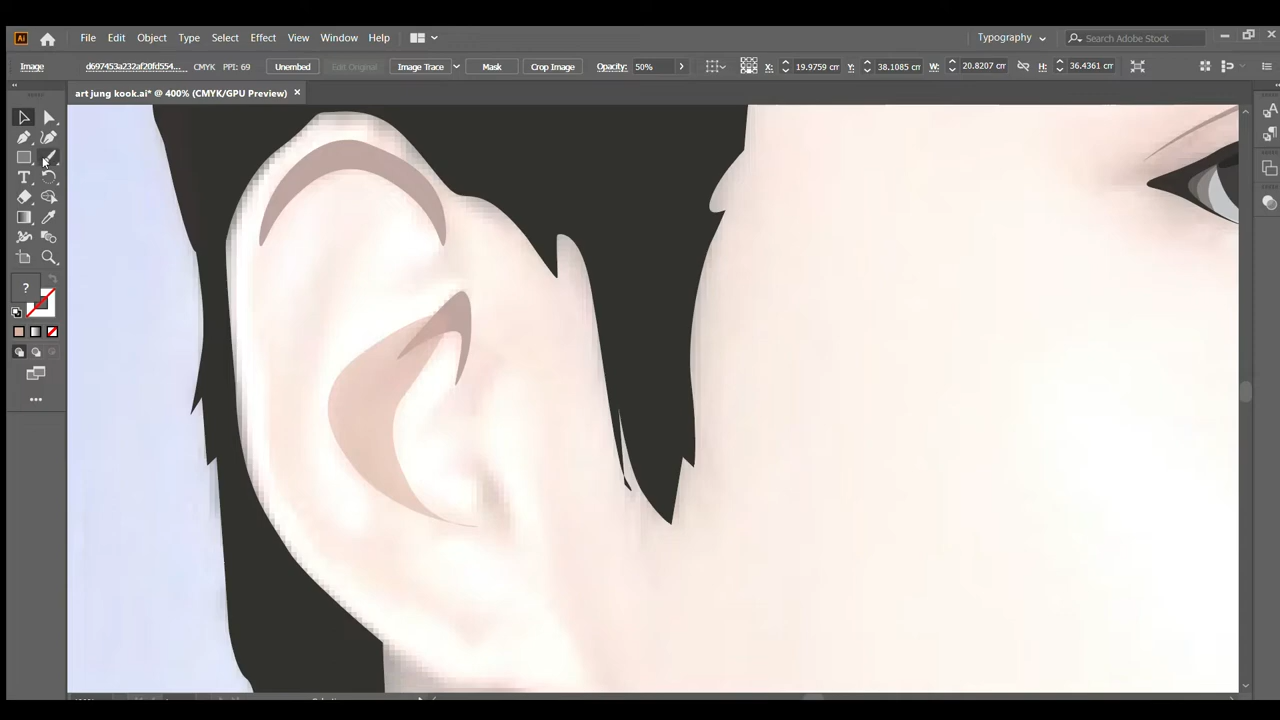 Ai File Edit Object Type Select Effect View Window Help Typography Search Adobe Stock
Image d697453a232af20fd554... CMYK PPI: 69 Unembed Edit Original Image Trace Mask Crop Image Opacity: 50% X: 19.9759 cm Y: 38.1085 cm W: 20.8207 cm H: 36.4361 cm
art jung kook.ai* @ 400% (CMYK/GPU Preview) ×
?